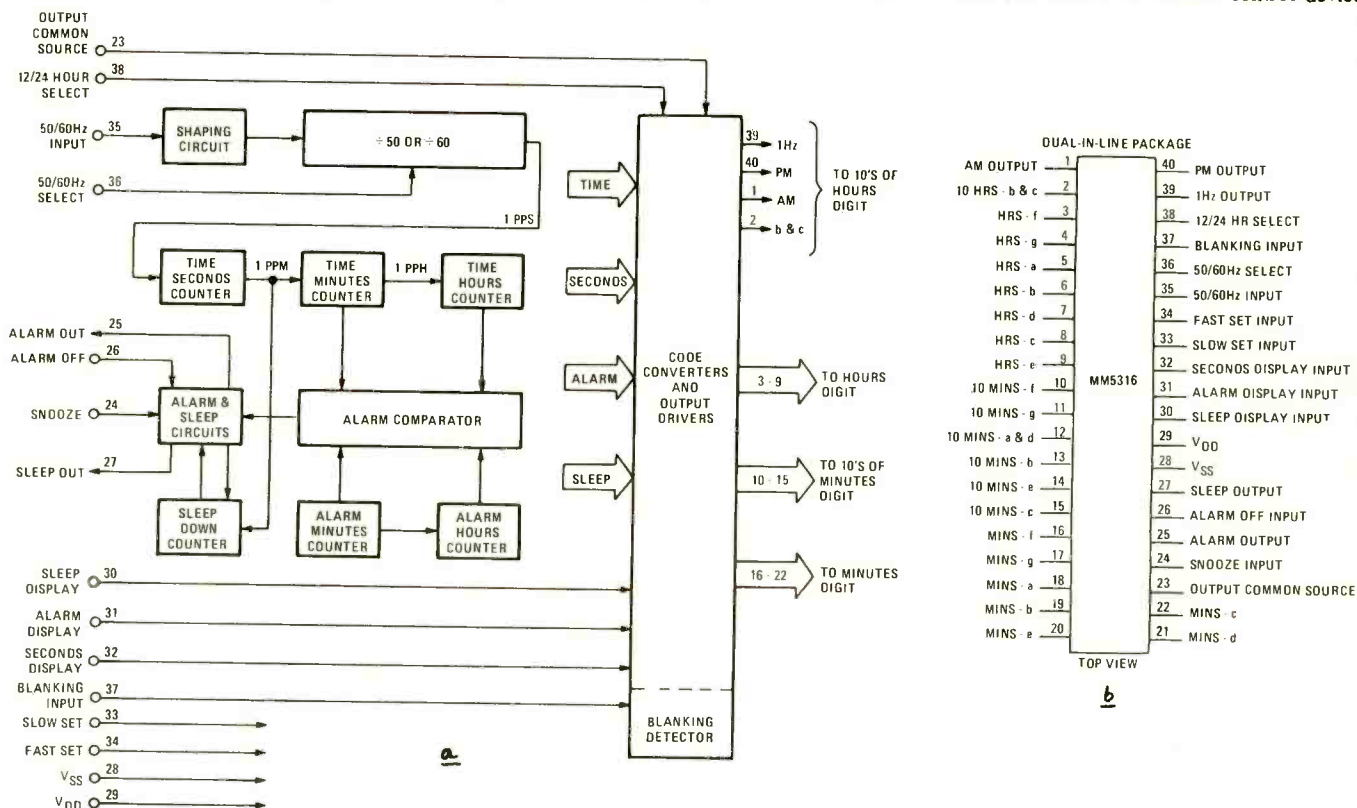 OUTPUT
COMMON
SOURCE
23
12/24 HOUR
SELECT
38
50/60Hz
INPUT
35
SHAPING
CIRCUIT
÷50 OR ÷60
50/60Hz
SELECT
36
1 PPS
TIME
SECONDS
COUNTER
1 PPM
TIME
MINUTES
COUNTER
1 PPH
TIME
HOURS
COUNTER
ALARM OUT
25
ALARM OFF
26
SNOOZE
24
ALARM &
SLEEP
CIRCUITS
ALARM COMPARATOR
SLEEP OUT
27
SLEEP
DOWN
COUNTER
ALARM
MINUTES
COUNTER
ALARM
HOURS
COUNTER
SLEEP
DISPLAY
30
ALARM
DISPLAY
31
SECONDS
DISPLAY
32
BLANKING
INPUT
37
SLOW SET
33
FAST SET
34
VSS
28
VDD
29
a
TIME
SECONDS
ALARM
SLEEP
CODE
CONVERTERS
AND
OUTPUT
DRIVERS
BLANKING
DETECTOR
39
1Hz
40
PM
1
AM
2
b & c
TO 10'S OF
HOURS
DIGIT
3 - 9
TO HOURS
DIGIT
10 - 15
TO 10'S OF
MINUTES
DIGIT
16 - 22
TO MINUTES
DIGIT
DUAL-IN-LINE PACKAGE
AM OUTPUT 1
10 HRS - b & c 2
HRS - f 3
HRS - g 4
HRS - a 5
HRS - b 6
HRS - d 7
HRS - c 8
HRS - e 9
10 MINS - f 10
10 MINS - g 11
10 MINS - a & d 12
10 MINS - b 13
10 MINS - e 14
10 MINS - c 15
MINS - f 16
MINS - g 17
MINS - a 18
MINS - b 19
MINS - e 20
MM5316
40 PM OUTPUT
39 1Hz OUTPUT
38 12/24 HR SELECT
37 BLANKING INPUT
36 50/60Hz SELECT
35 50/60Hz INPUT
34 FAST SET INPUT
33 SLOW SET INPUT
32 SECONDS DISPLAY INPUT
31 ALARM DISPLAY INPUT
30 SLEEP DISPLAY INPUT
29 VDD
28 VSS
27 SLEEP OUTPUT
26 ALARM OFF INPUT
25 ALARM OUTPUT
24 SNOOZE INPUT
23 OUTPUT COMMON SOURCE
22 MINS - c
21 MINS - d
TOP VIEW
b